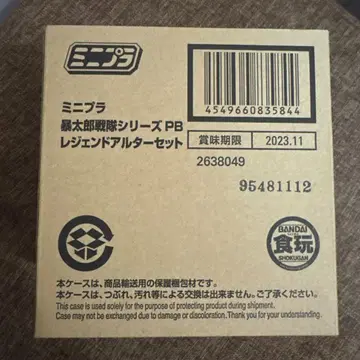 ミニプラ
4549660835844
ミニプラ
暴太郎戦隊シリーズ PB
レジェンドアルターセット
賞味期限 2023.11
2638049
95481112
BANDAI
食玩
SHOKUGAN
本ケースは、商品輸送用の保護梱包材です。
本ケースは、つぶれ、汚れ等による交換は出来ません。ご了承ください。
This case is used solely for the purpose of protecting product during shipment.
Case may not be exchanged due to damage or discoloration.Thank you for your understanding.